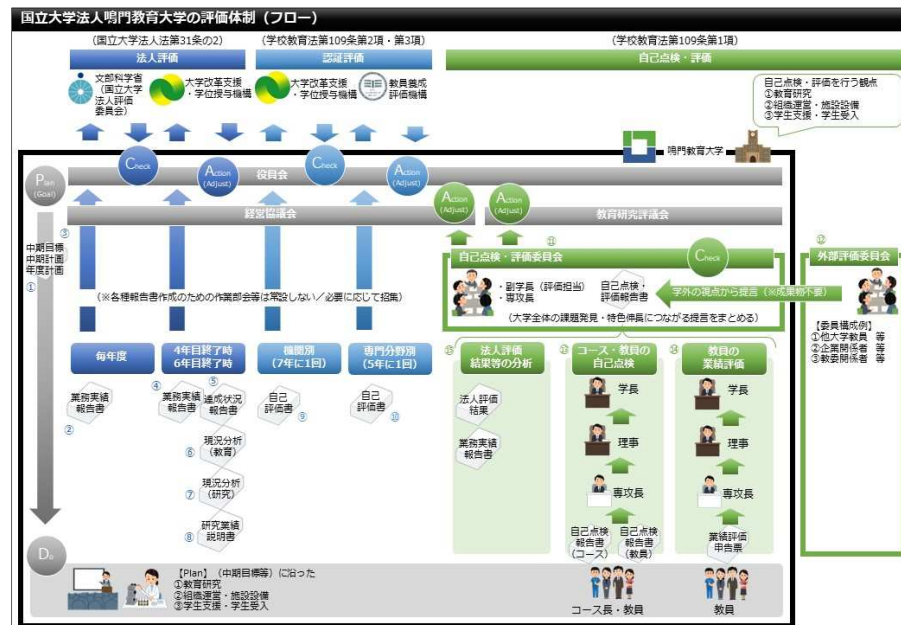 国立大学法人鳴門教育大学の評価体制（フロー）
（国立大学法人法第31条の2）
（学校教育法第109条第2項・第3項）
（学校教育法第109条第1項）
法人評価
認証評価
自己点検・評価
文部科学省
（国立大学
法人評価
委員会）
大学改革支援
・学位授与機構
大学改革支援
・学位授与機構
教員養成
評価機構
自己点検・評価を行う観点
①教育研究
②組織運営・施設設備
③学生支援・学生受入
鳴門教育大学
Plan
(Goal)
Check
Action
(Adjust)
Check
Action
(Adjust)
役員会
Action
(Adjust)
Action
(Adjust)
経営協議会
教育研究評議会
中期目標
中期計画
年度計画
①
③
⑪
自己点検・評価委員会
Check
・副学長（評価担当）
・専攻長
自己点検・
評価報告書
学外の視点から提言（※成果物不要）
（大学全体の課題発見・特色伸長につながる提言をまとめる）
⑫
外部評価委員会
【委員構成例】
①他大学教員　等
②企業関係者　等
③教委関係者　等
（※各種報告書作成のための作業部会等は常設しない／必要に応じて招集）
毎年度
4年目終了時
6年目終了時
機関別
（7年に1回）
専門分野別
（5年に1回）
業務実績
報告書
②
④
業務実績
報告書
⑤
達成状況
報告書
⑥
現況分析
（教育）
⑦
現況分析
（研究）
⑧
研究業績
説明書
自己
評価書
⑨
自己
評価書
⑩
⑮
法人評価
結果等の分析
法人評価
結果
業務実績
報告書
⑬
コース・教員の
自己点検
学長
理事
専攻長
自己点検
報告書
（コース）
自己点検
報告書
（教員）
コース長・教員
⑭
教員の
業績評価
学長
理事
専攻長
業績評価
申告票
教員
Do
【Plan】（中期目標等）に沿った
①教育研究
②組織運営・施設設備
③学生支援・学生受入